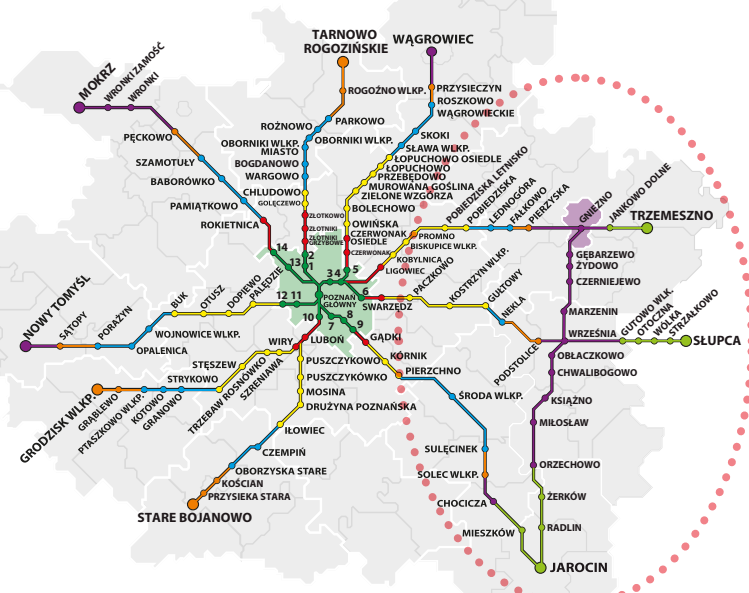 TARNOWO
ROGOZIŃSKIE
WĄGROWIEC
MOKRZ
WRONKI ZAMOŚĆ
WRONKI
PĘCKOWO
SZAMOTUŁY
BABORÓWKO
PAMIĄTKOWO
ROKIETNICA
ROGOŹNO WLKP.
PARKOWO
ROŻNOWO
OBORNIKI WLKP.
OBORNIKI WLKP.
MIASTO
BOGDANOWO
WARGOWO
CHLUDOWO
GOLĘCZEWO
ZŁOTKOWO
ZŁOTNIKI
ZŁOTNIKI
GRZYBOWE
PRZYSIECZYN
ROSZKOWO
WĄGROWIECKIE
SKOKI
SŁAWA WLKP.
ŁOPUCHOWO OSIEDLE
ŁOPUCHOWO
PRZEBĘDOWO
MUROWANA GOŚLINA
ZIELONE WZGÓRZA
BOLECHOWO
OWIŃSKA
CZERWONAK
OSIEDLE
CZERWONAK
POBIEDZISKA LETNISKO
POBIEDZISKA
LEDNOGÓRA
FAŁKOWO
PIERZYSKA
GNIEZNO
JANKOWO DOLNE
TRZEMESZNO
PROMNO
BISKUPICE WLKP.
KOBYLNICA
LIGOWIEC
14
13
2
1
3
4
5
6
12
11
10
7
8
9
POZNAŃ
GŁÓWNY
GĘBARZEWO
ŻYDOWO
CZERNIEJEWO
MARZENIN
WRZEŚNIA
GUTOWO WLK.
OTOCZNA
WÓLKA
STRZAŁKOWO
SŁUPCA
SWARZĘDZ
PACZKOWO
KOSTRZYN WLKP.
GUŁTOWY
NEKLA
PODSTOLICE
OBŁACZKOWO
CHWALIBOGOWO
KSIĄŻNO
MIŁOSŁAW
ORZECHOWO
ŻERKÓW
RADLIN
JAROCIN
MIESZKÓW
CHOCICZA
SOLEC WLKP.
SULĘCINEK
ŚRODA WLKP.
PIERZCHNO
KÓRNIK
GĄDKI
NOWY TOMYŚL
SĄTOPY
PORAŻYN
OPALENICA
WOJNOWICE WLKP.
BUK
OTUSZ
DOPIEWO
PALĘDZIE
GRODZISK WLKP.
GRĄBLEWO
PTASZKOWO WLKP.
KOTOWO
GRANOWO
STRYKOWO
STĘSZEW
TRZEBAW ROSNÓWKO
SZRENIAWA
WIRY
LUBOŃ
PUSZCZYKOWO
PUSZCZYKÓWKO
MOSINA
DRUŻYNA POZNAŃSKA
IŁOWIEC
CZEMPIŃ
OBORZYSKA STARE
KOŚCIAN
PRZYSIEKA STARA
STARE BOJANOWO